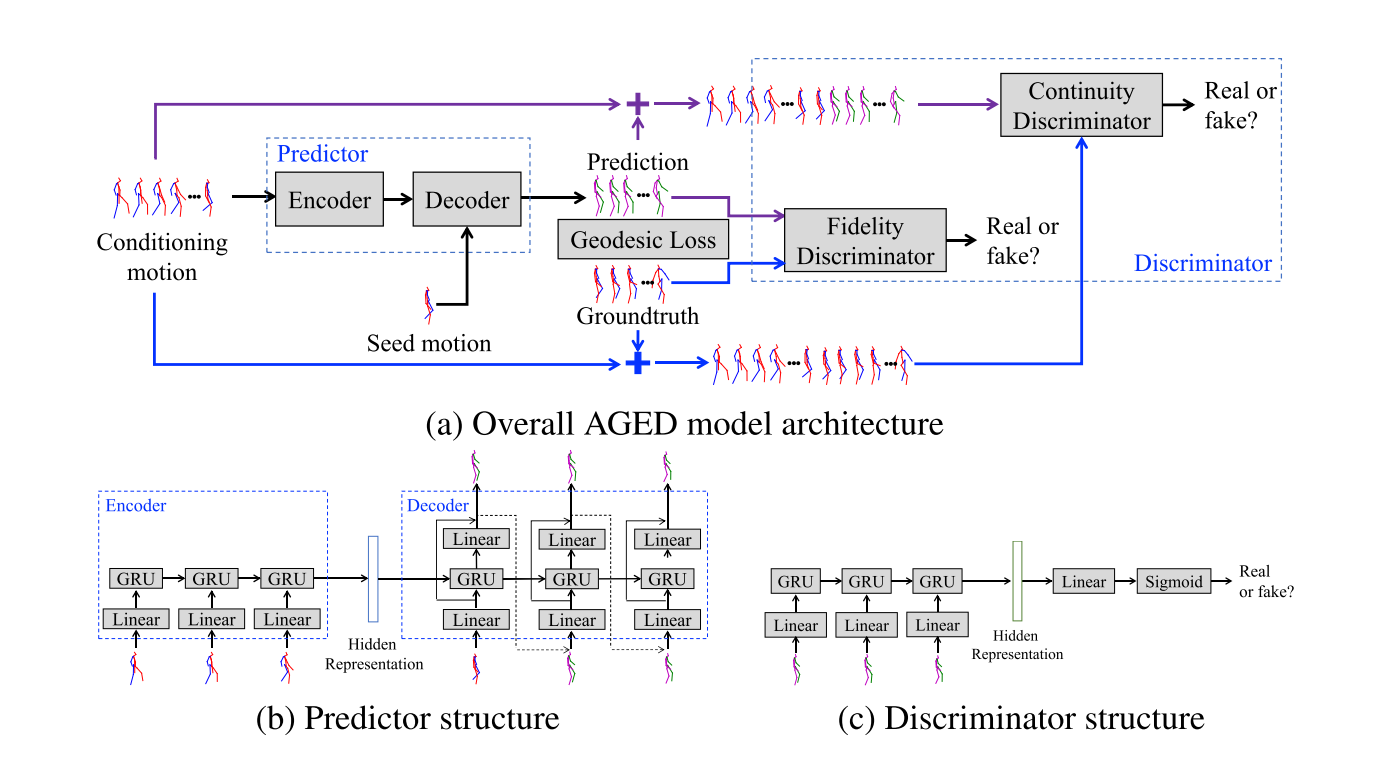 Continuity
Discriminator
Real or
fake?
Predictor
Prediction
Encoder
Decoder
Conditioning
motion
Geodesic Loss
Fidelity
Discriminator
Real or
fake?
Discriminator
Seed motion
Groundtruth
(a) Overall AGED model architecture
Encoder
GRU
GRU
GRU
Linear
Linear
Linear
Hidden
Representation
Decoder
Linear
Linear
Linear
GRU
GRU
GRU
Linear
Linear
Linear
GRU
GRU
GRU
Linear
Linear
Linear
Hidden
Representation
Linear
Sigmoid
Real
or fake?
(b) Predictor structure
(c) Discriminator structure